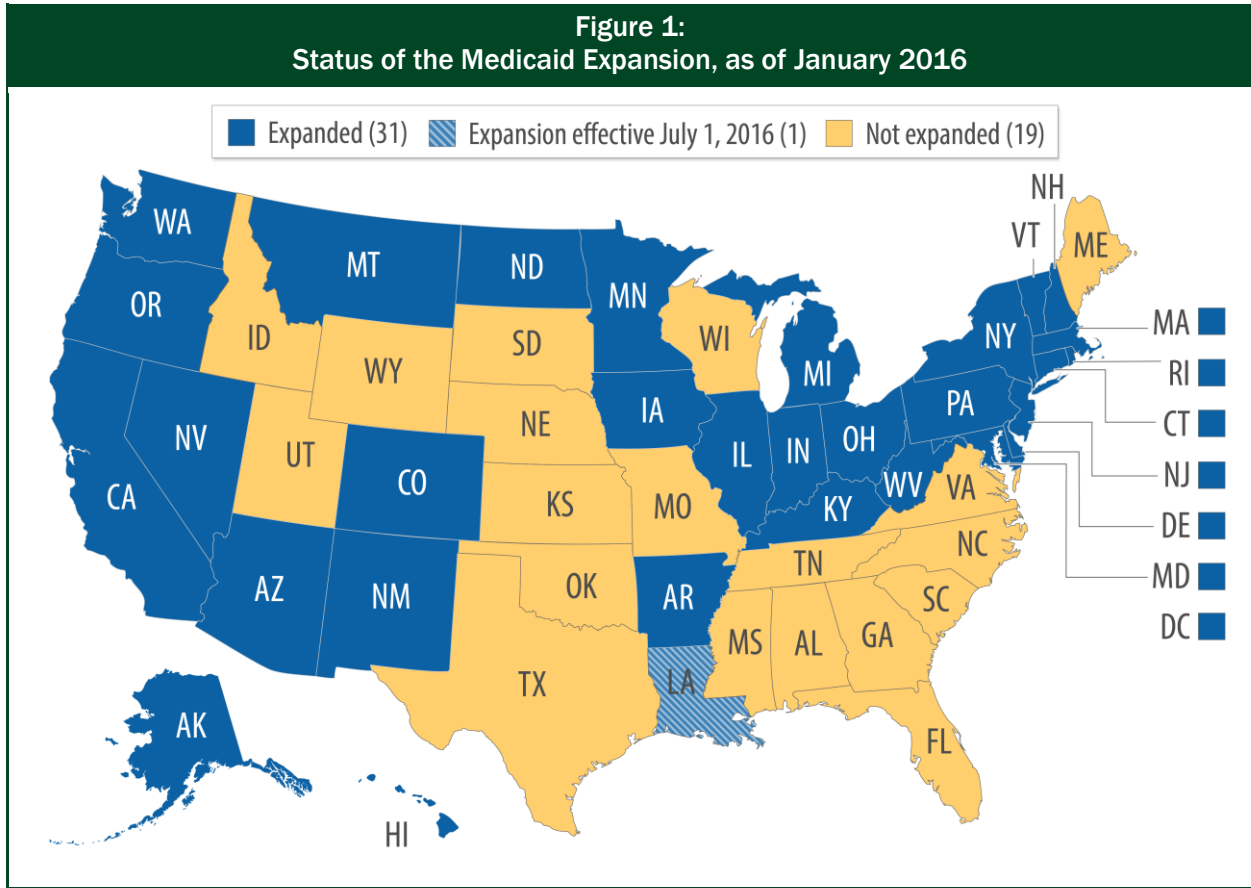 Figure 1:
Status of the Medicaid Expansion, as of January 2016
Expanded (31) Expansion effective July 1, 2016 (1) Not expanded (19)
NH
VT
ME
WA
MT
ND
MN
OR
ID
WY
SD
WI
MI
NY
MA
RI
CT
NJ
DE
MD
DC
NV
UT
CO
NE
IA
IL
IN
OH
PA
CA
KS
MO
KY
WV
VA
AZ
NM
OK
AR
TN
NC
SC
TX
LA
MS
AL
GA
FL
AK
HI